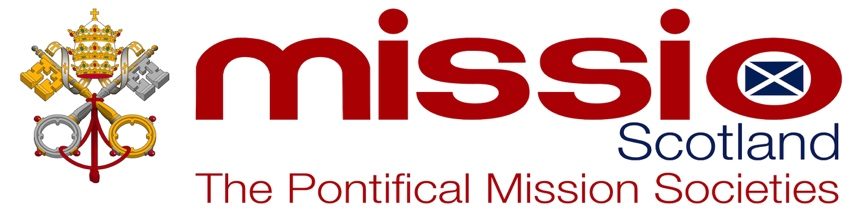 missio
Scotland
The Pontifical Mission Societies